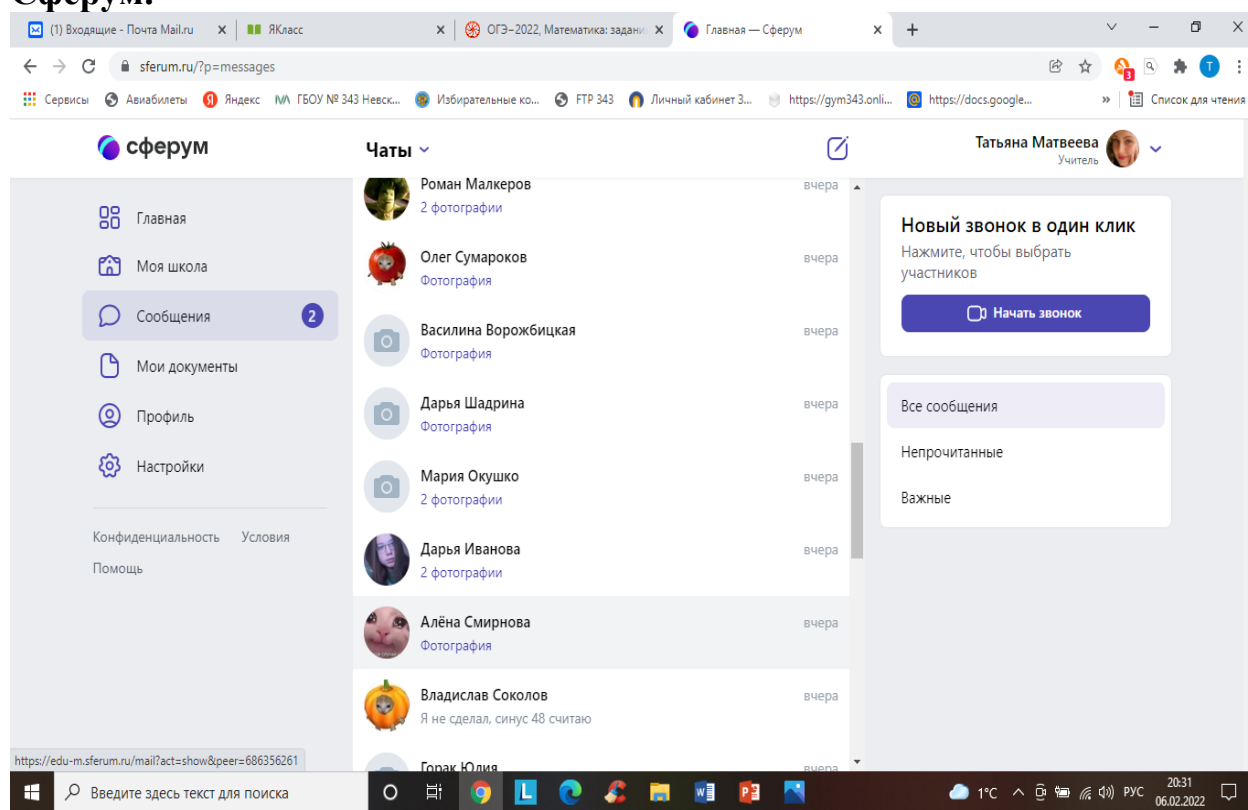 Сферум.
(1) Входящие - Почта Mail.ru
ЯКласс
ОГЭ–2022, Математика: задани
Главная — Сферум
sferum.ru/?p=messages
3
T
Сервисы
Авиабилеты
Яндекс
ГБОУ № 343 Невск...
Избирательные ко...
FTP 343
Личный кабинет З...
https://gym343.onli...
https://docs.google...
»
Список для чтения
сферум
Чаты
Татьяна Матвеева
Учитель
Главная
Моя школа
Сообщения
2
Мои документы
Профиль
Настройки
Конфиденциальность
Условия
Помощь
Роман Малкеров
вчера
2 фотографии
Олег Сумароков
вчера
Фотография
Василина Ворожбицкая
вчера
Фотография
Дарья Шадрина
вчера
Фотография
Мария Окушко
вчера
2 фотографии
Дарья Иванова
вчера
2 фотографии
Алёна Смирнова
вчера
Фотография
Владислав Соколов
вчера
Я не сделал, синус 48 считаю
Горак Юлия
вчера
Новый звонок в один клик
Нажмите, чтобы выбрать
участников
Начать звонок
Все сообщения
Непрочитанные
Важные
https://edu-m.sferum.ru/mail?act=show&peer=686356261
Введите здесь текст для поиска
L
1°C
РУС
20:31
06.02.2022